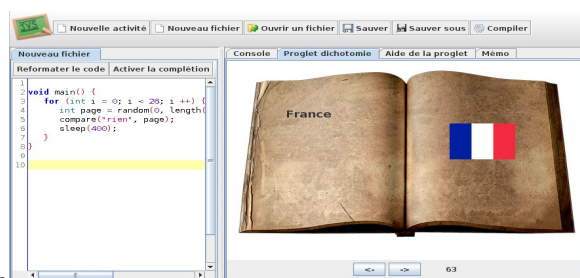 Nouvelle activité Nouveau fichier Ouvrir un fichier Sauver Sauver sous Compiler
Nouveau fichier
Reformater le code Activer la complétion
1
2 void main() {
3 for (int i = 0; i < 26; i ++) {
4 int page = random(0, length(
5 compare("rien", page);
6 sleep(400);
7 }
8 }
9
10
Console Proglet dichotomie Aide de la proglet Mémo
France
<- -> 63